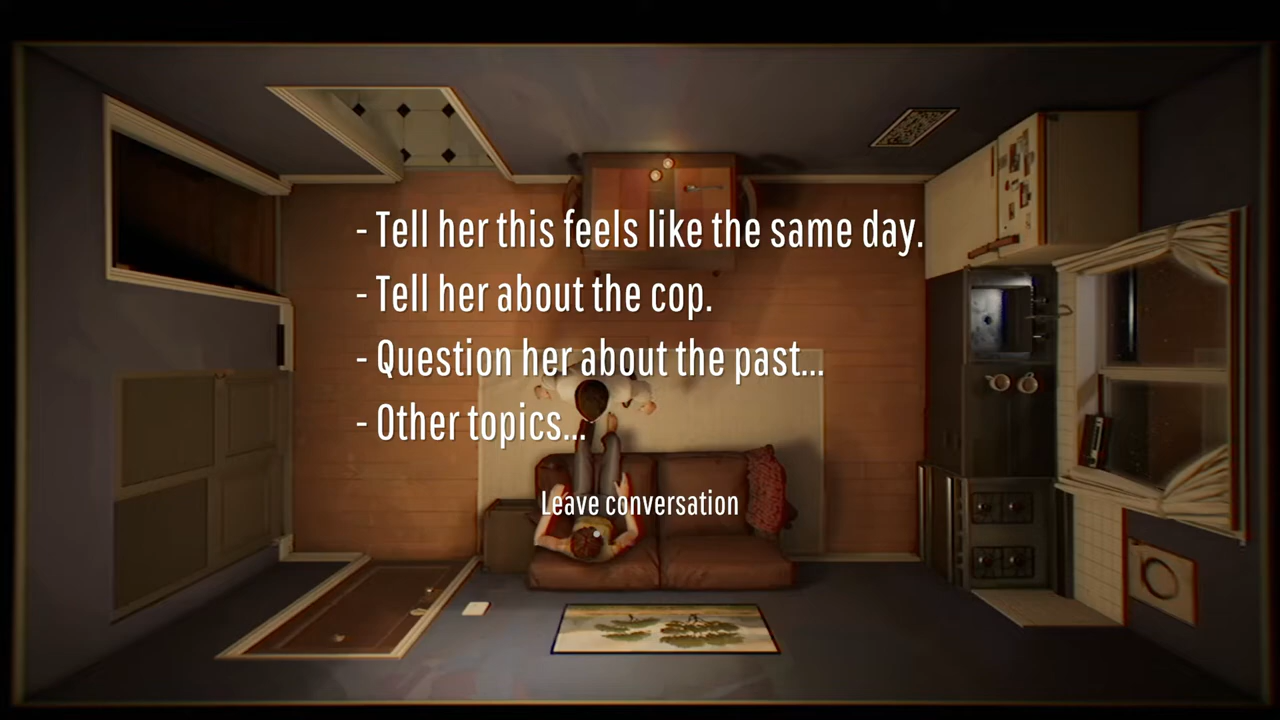 - Tell her this feels like the same day.
- Tell her about the cop.
- Question her about the past...
- Other topics...
Leave conversation